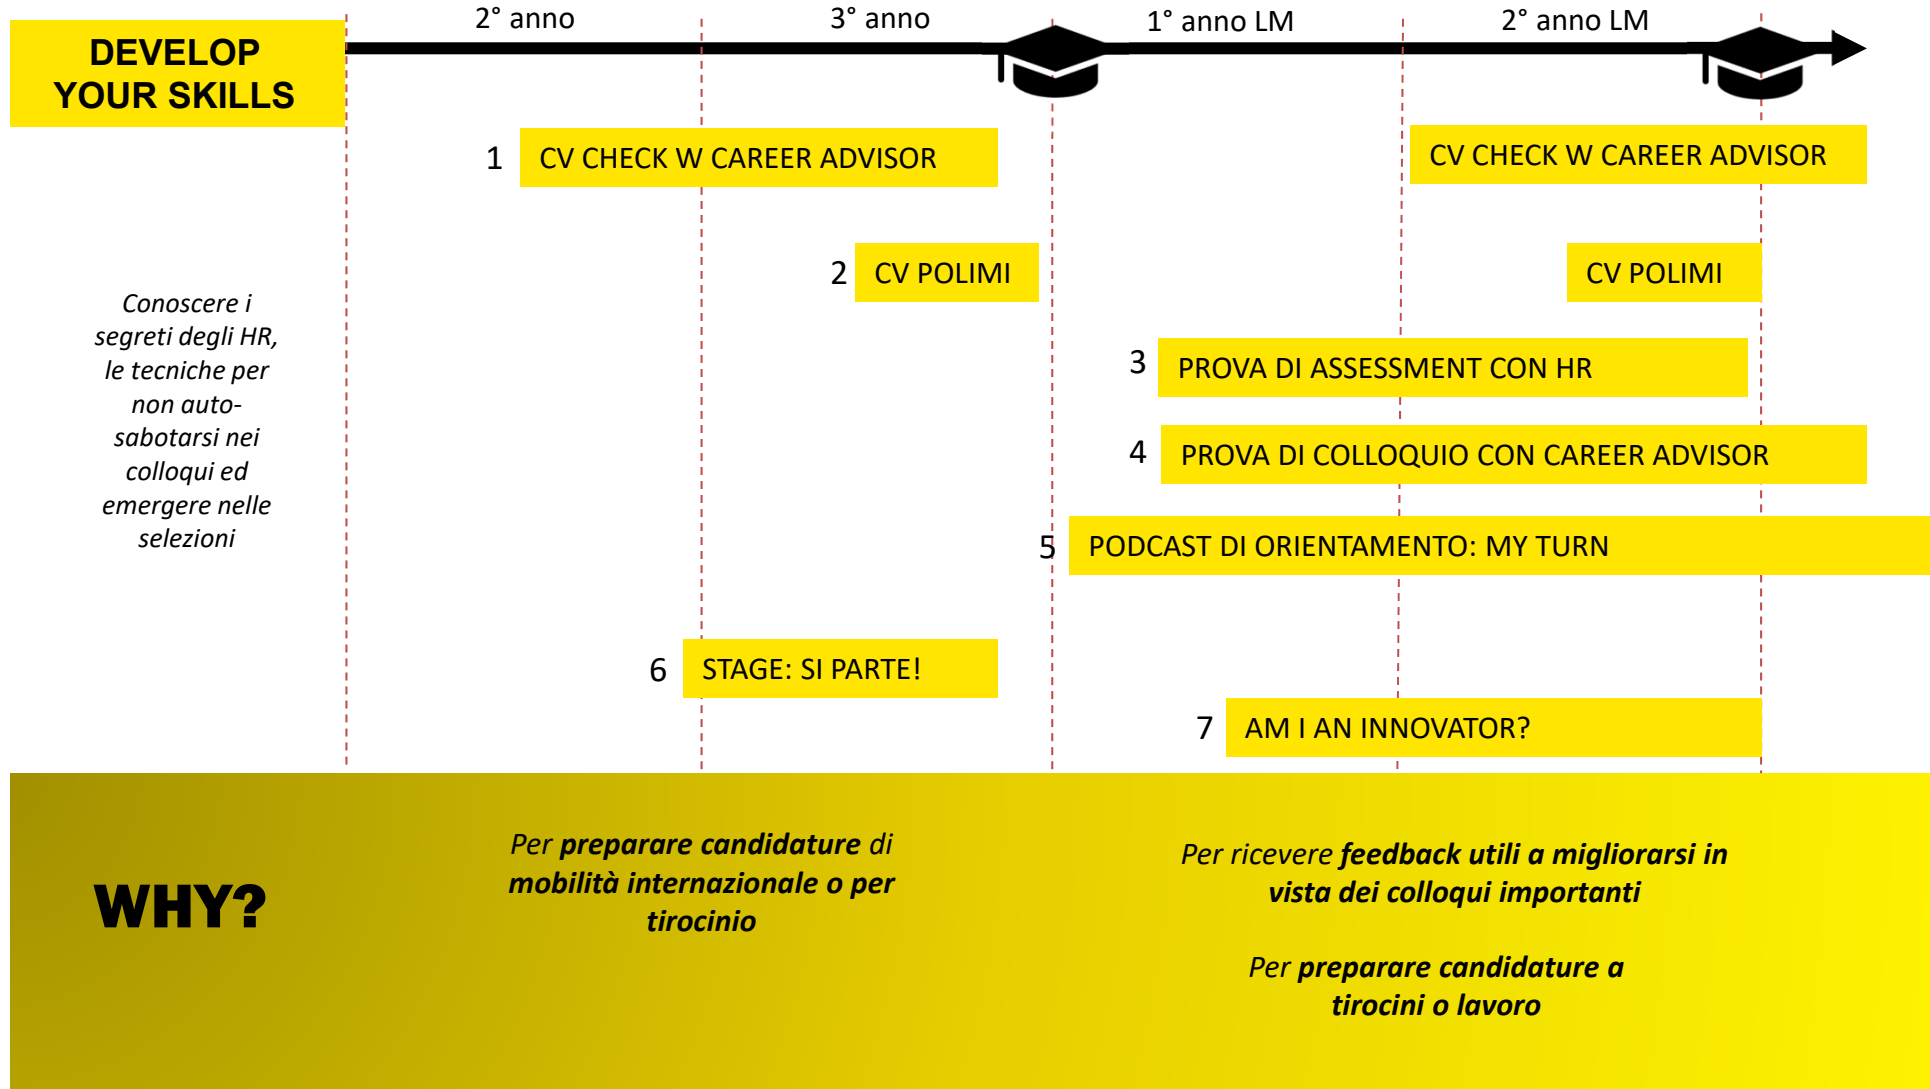 2° anno
3° anno
1° anno LM
2° anno LM
DEVELOP
YOUR SKILLS
1
CV CHECK W CAREER ADVISOR
CV CHECK W CAREER ADVISOR
2
CV POLIMI
CV POLIMI
Conoscere i
segreti degli HR,
le tecniche per
non auto-
sabotarsi nei
colloqui ed
emergere nelle
selezioni
3
PROVA DI ASSESSMENT CON HR
4
PROVA DI COLLOQUIO CON CAREER ADVISOR
5
PODCAST DI ORIENTAMENTO: MY TURN
6
STAGE: SI PARTE!
7
AM I AN INNOVATOR?
WHY?
Per preparare candidature di
mobilità internazionale o per
tirocinio
Per ricevere feedback utili a migliorarsi in
vista dei colloqui importanti
Per preparare candidature a
tirocini o lavoro